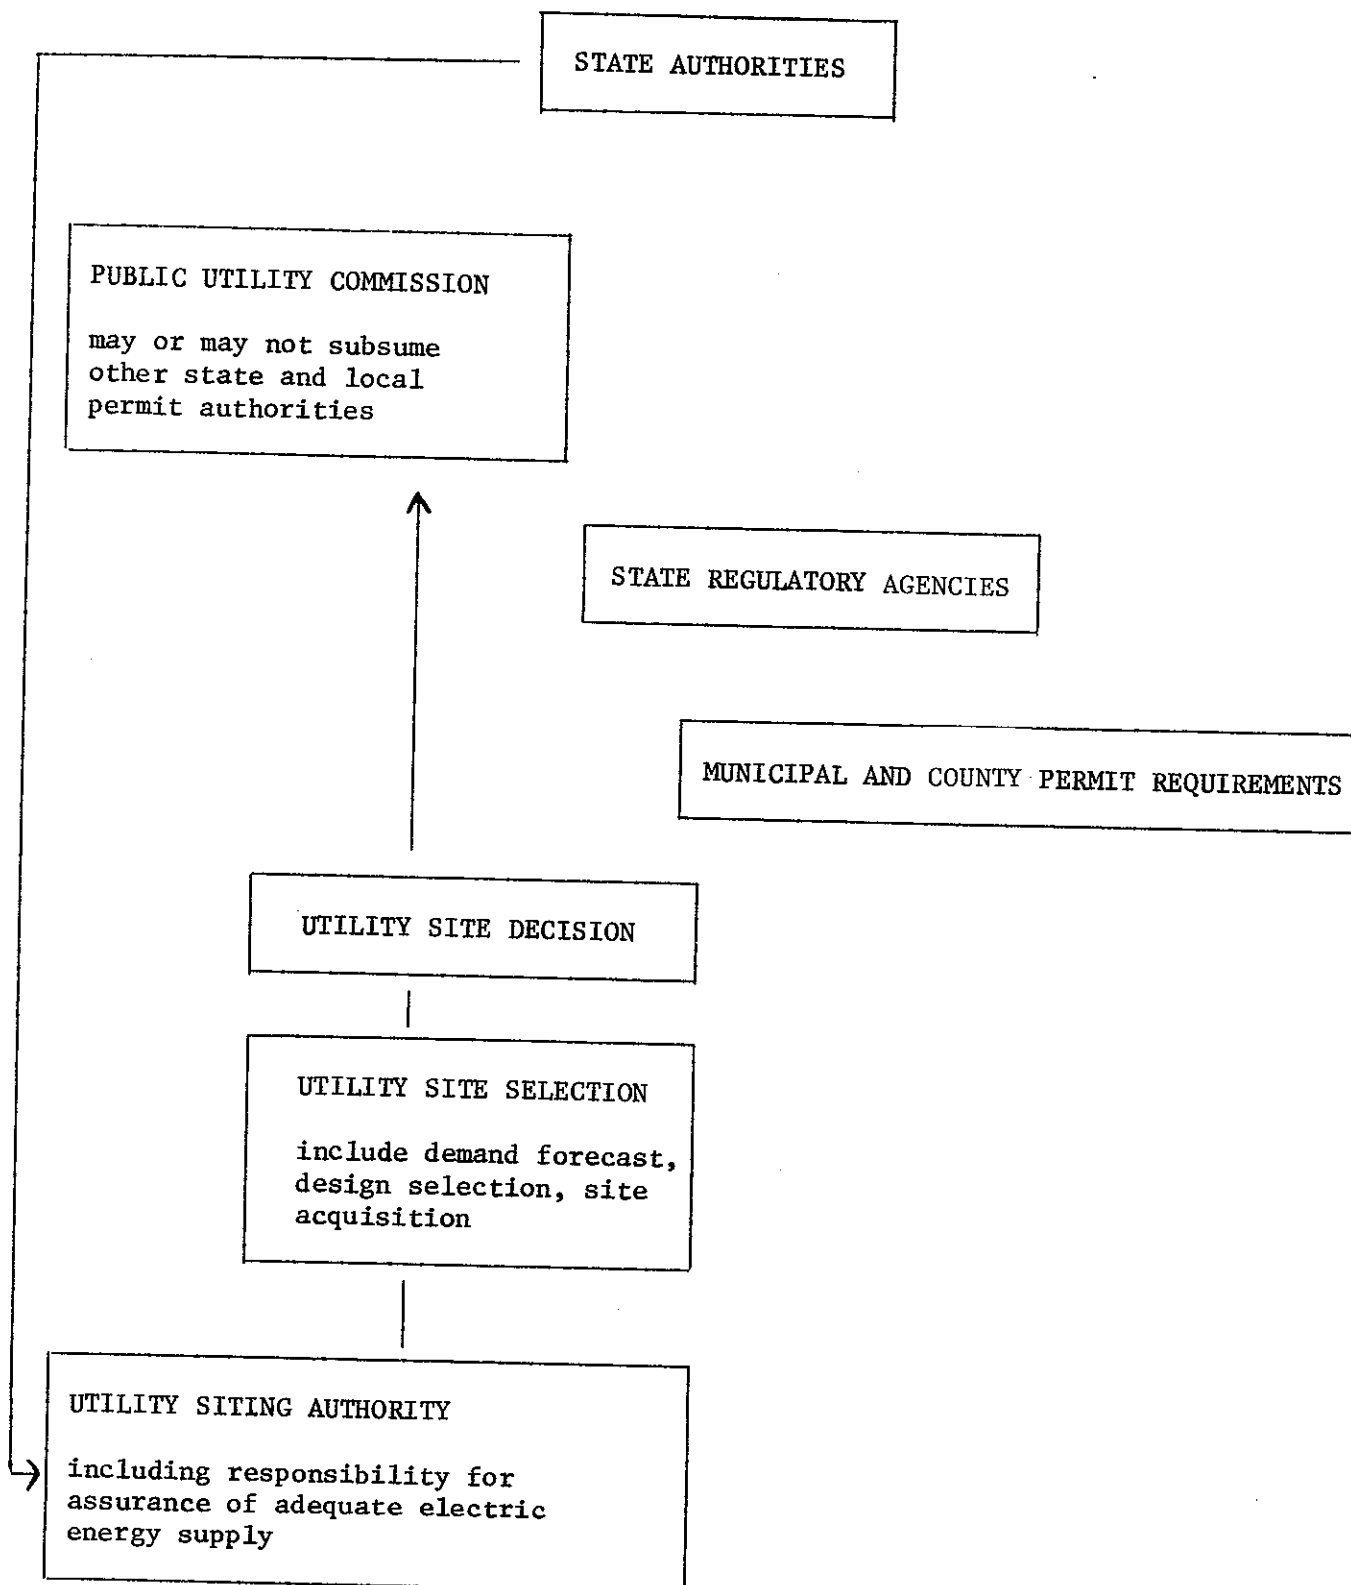 STATE AUTHORITIES
PUBLIC UTILITY COMMISSION
may or may not subsume
other state and local
permit authorities
STATE REGULATORY AGENCIES
MUNICIPAL AND COUNTY PERMIT REQUIREMENTS
UTILITY SITE DECISION
UTILITY SITE SELECTION
include demand forecast,
design selection, site
acquisition
UTILITY SITING AUTHORITY
including responsibility for
assurance of adequate electric
energy supply